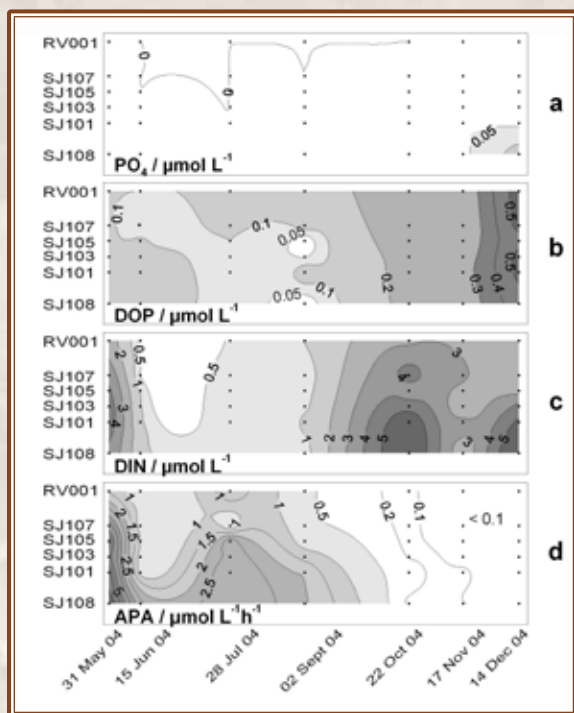 RV001
SJ107
SJ105
SJ103
SJ101
SJ108
0
0
0.05
PO4 / µmol L-1
a
RV001
SJ107
SJ105
SJ103
SJ101
SJ108
0.1
0.1
0.05
0.1
0.05
0.2
0.3
0.4
0.5
0.5
DOP / µmol L-1
b
RV001
SJ107
SJ105
SJ103
SJ101
SJ108
2
0.5
1
3
4
0.5
1
2
3
4
5
4
3
3
4
5
DIN / µmol L-1
c
RV001
SJ107
SJ105
SJ103
SJ101
SJ108
1
2
1.5
2.5
5
1
1.5
2
2.5
1
1
0.5
0.2
0.1
< 0.1
APA / µmol L-1h-1
d
31 May 04
15 Jun 04
28 Jul 04
02 Sept 04
22 Oct 04
17 Nov 04
14 Dec 04